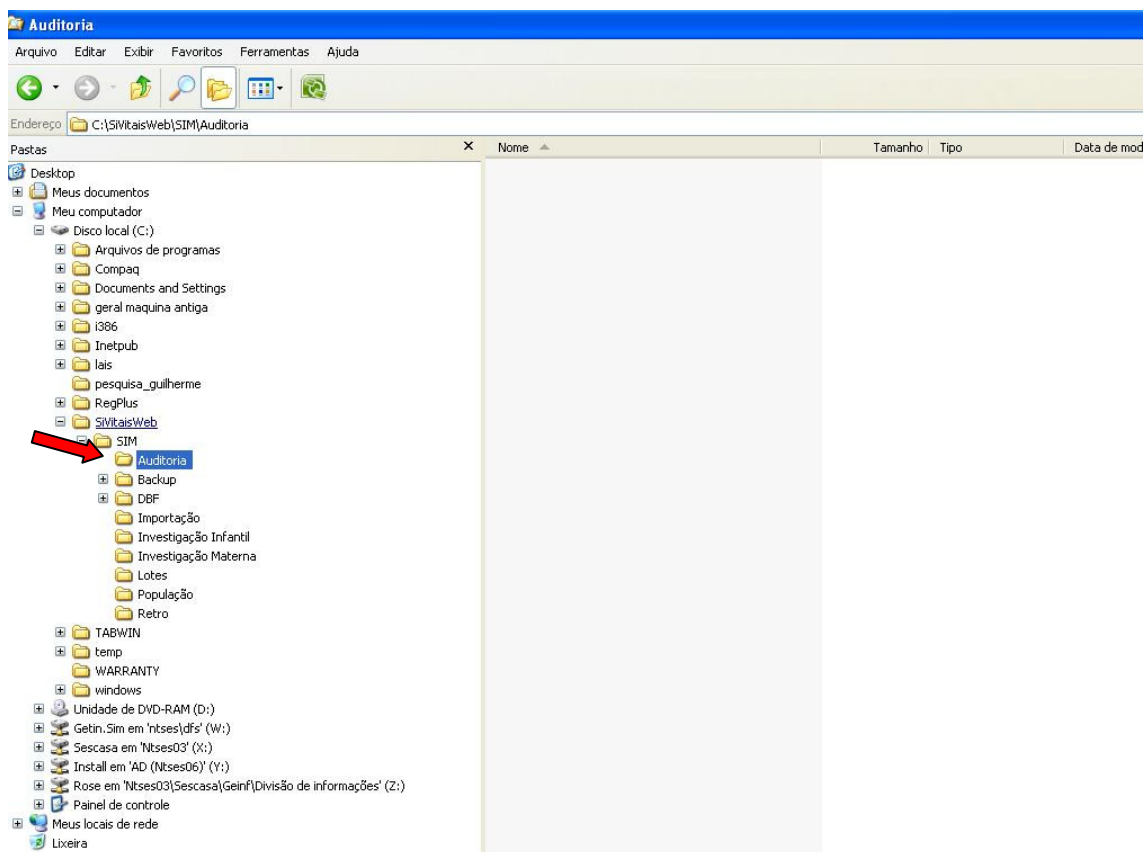 Auditoria
Arquivo Editar Exibir Favoritos Ferramentas Ajuda
Endereço C:\SiVitaisWeb\SIM\Auditoria
Pastas X Nome Tamanho Tipo Data de mod
Desktop
Meus documentos
Meu computador
Disco local (C:)
Arquivos de programas
Compaq
Documents and Settings
geral maquina antiga
i386
Inetpub
lais
pesquisa_guilherme
RegPlus
SiVitaisWeb
SIM
Auditoria
Backup
DBF
Importação
Investigação Infantil
Investigação Materna
Lotes
População
Retro
TABWIN
temp
WARRANTY
windows
Unidade de DVD-RAM (D:)
Getin.Sim em 'ntses\dfs' (W:)
Sescasa em 'Ntses03' (X:)
Install em 'AD (Ntses06)' (Y:)
Rose em 'Ntses03\Sescasa\Geinf\Divisão de informações' (Z:)
Painel de controle
Meus locais de rede
Lixeira